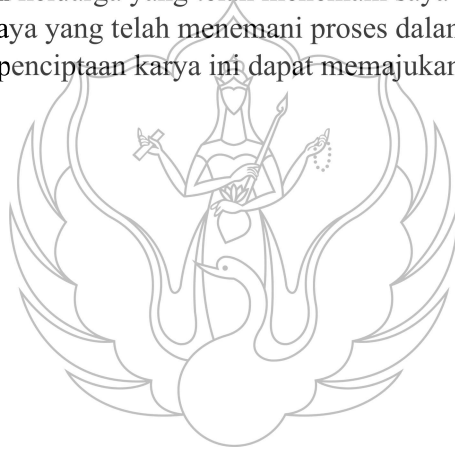 keluarga yang telah menemani saya
aya yang telah menemani proses dalam
penciptaan karya ini dapat memajukan